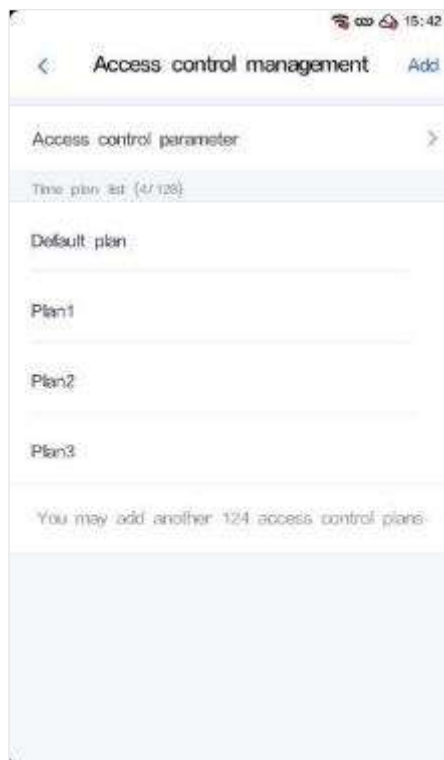 15:42
Access control management Add
Access control parameter
Time plan list (4/128)
Default plan
Plan1
Plan2
Plan3
You may add another 124 access control plans